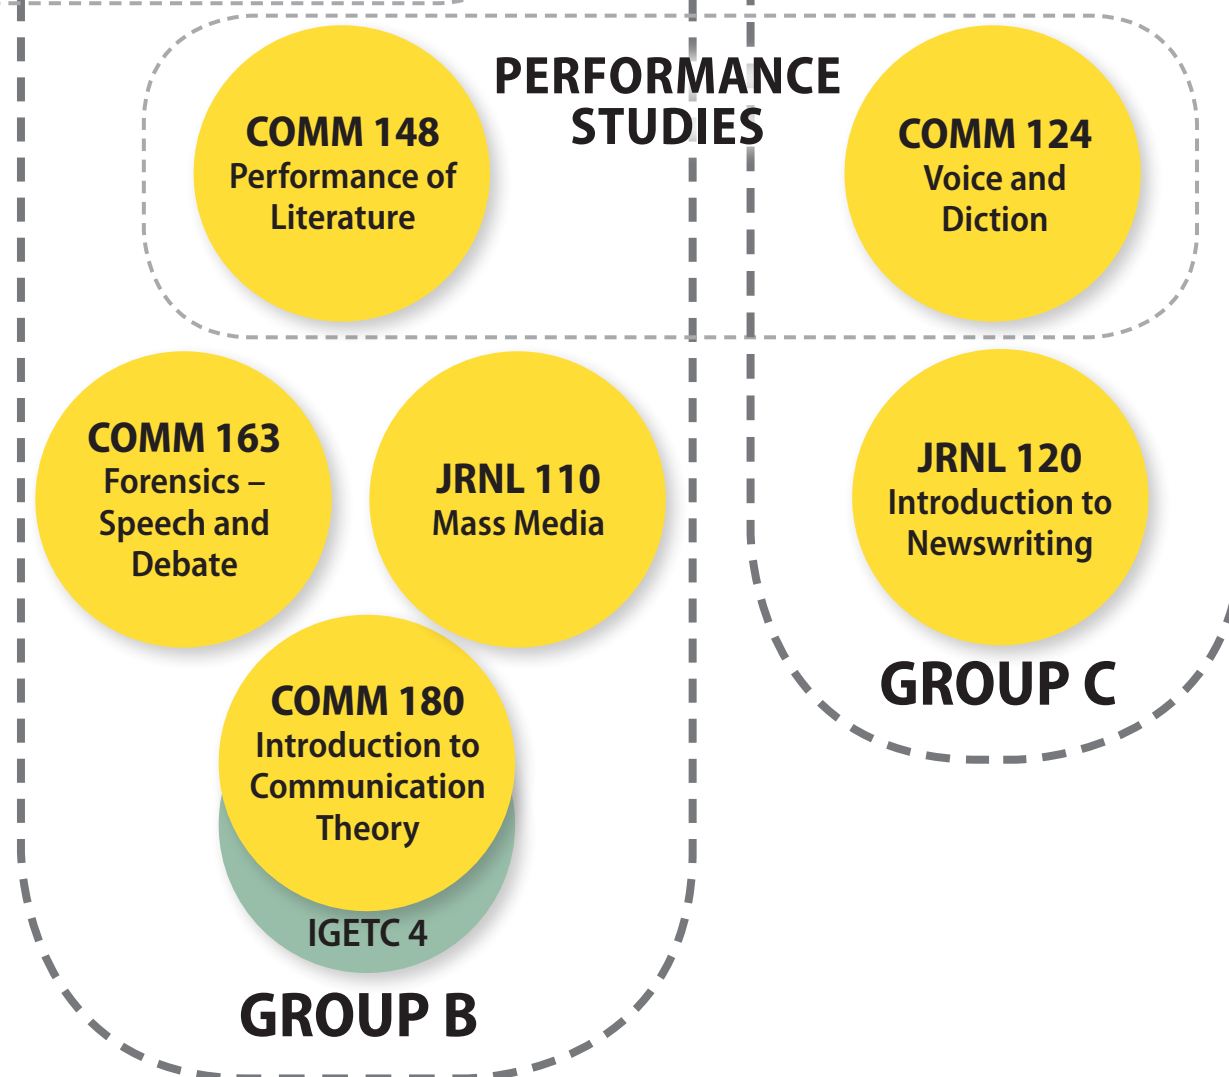 PERFORMANCE
STUDIES
COMM 148
Performance of
Literature
COMM 124
Voice and
Diction
COMM 163
Forensics –
Speech and
Debate
JRNL 110
Mass Media
JRNL 120
Introduction to
Newswriting
GROUP C
COMM 180
Introduction to
Communication
Theory
IGETC 4
GROUP B